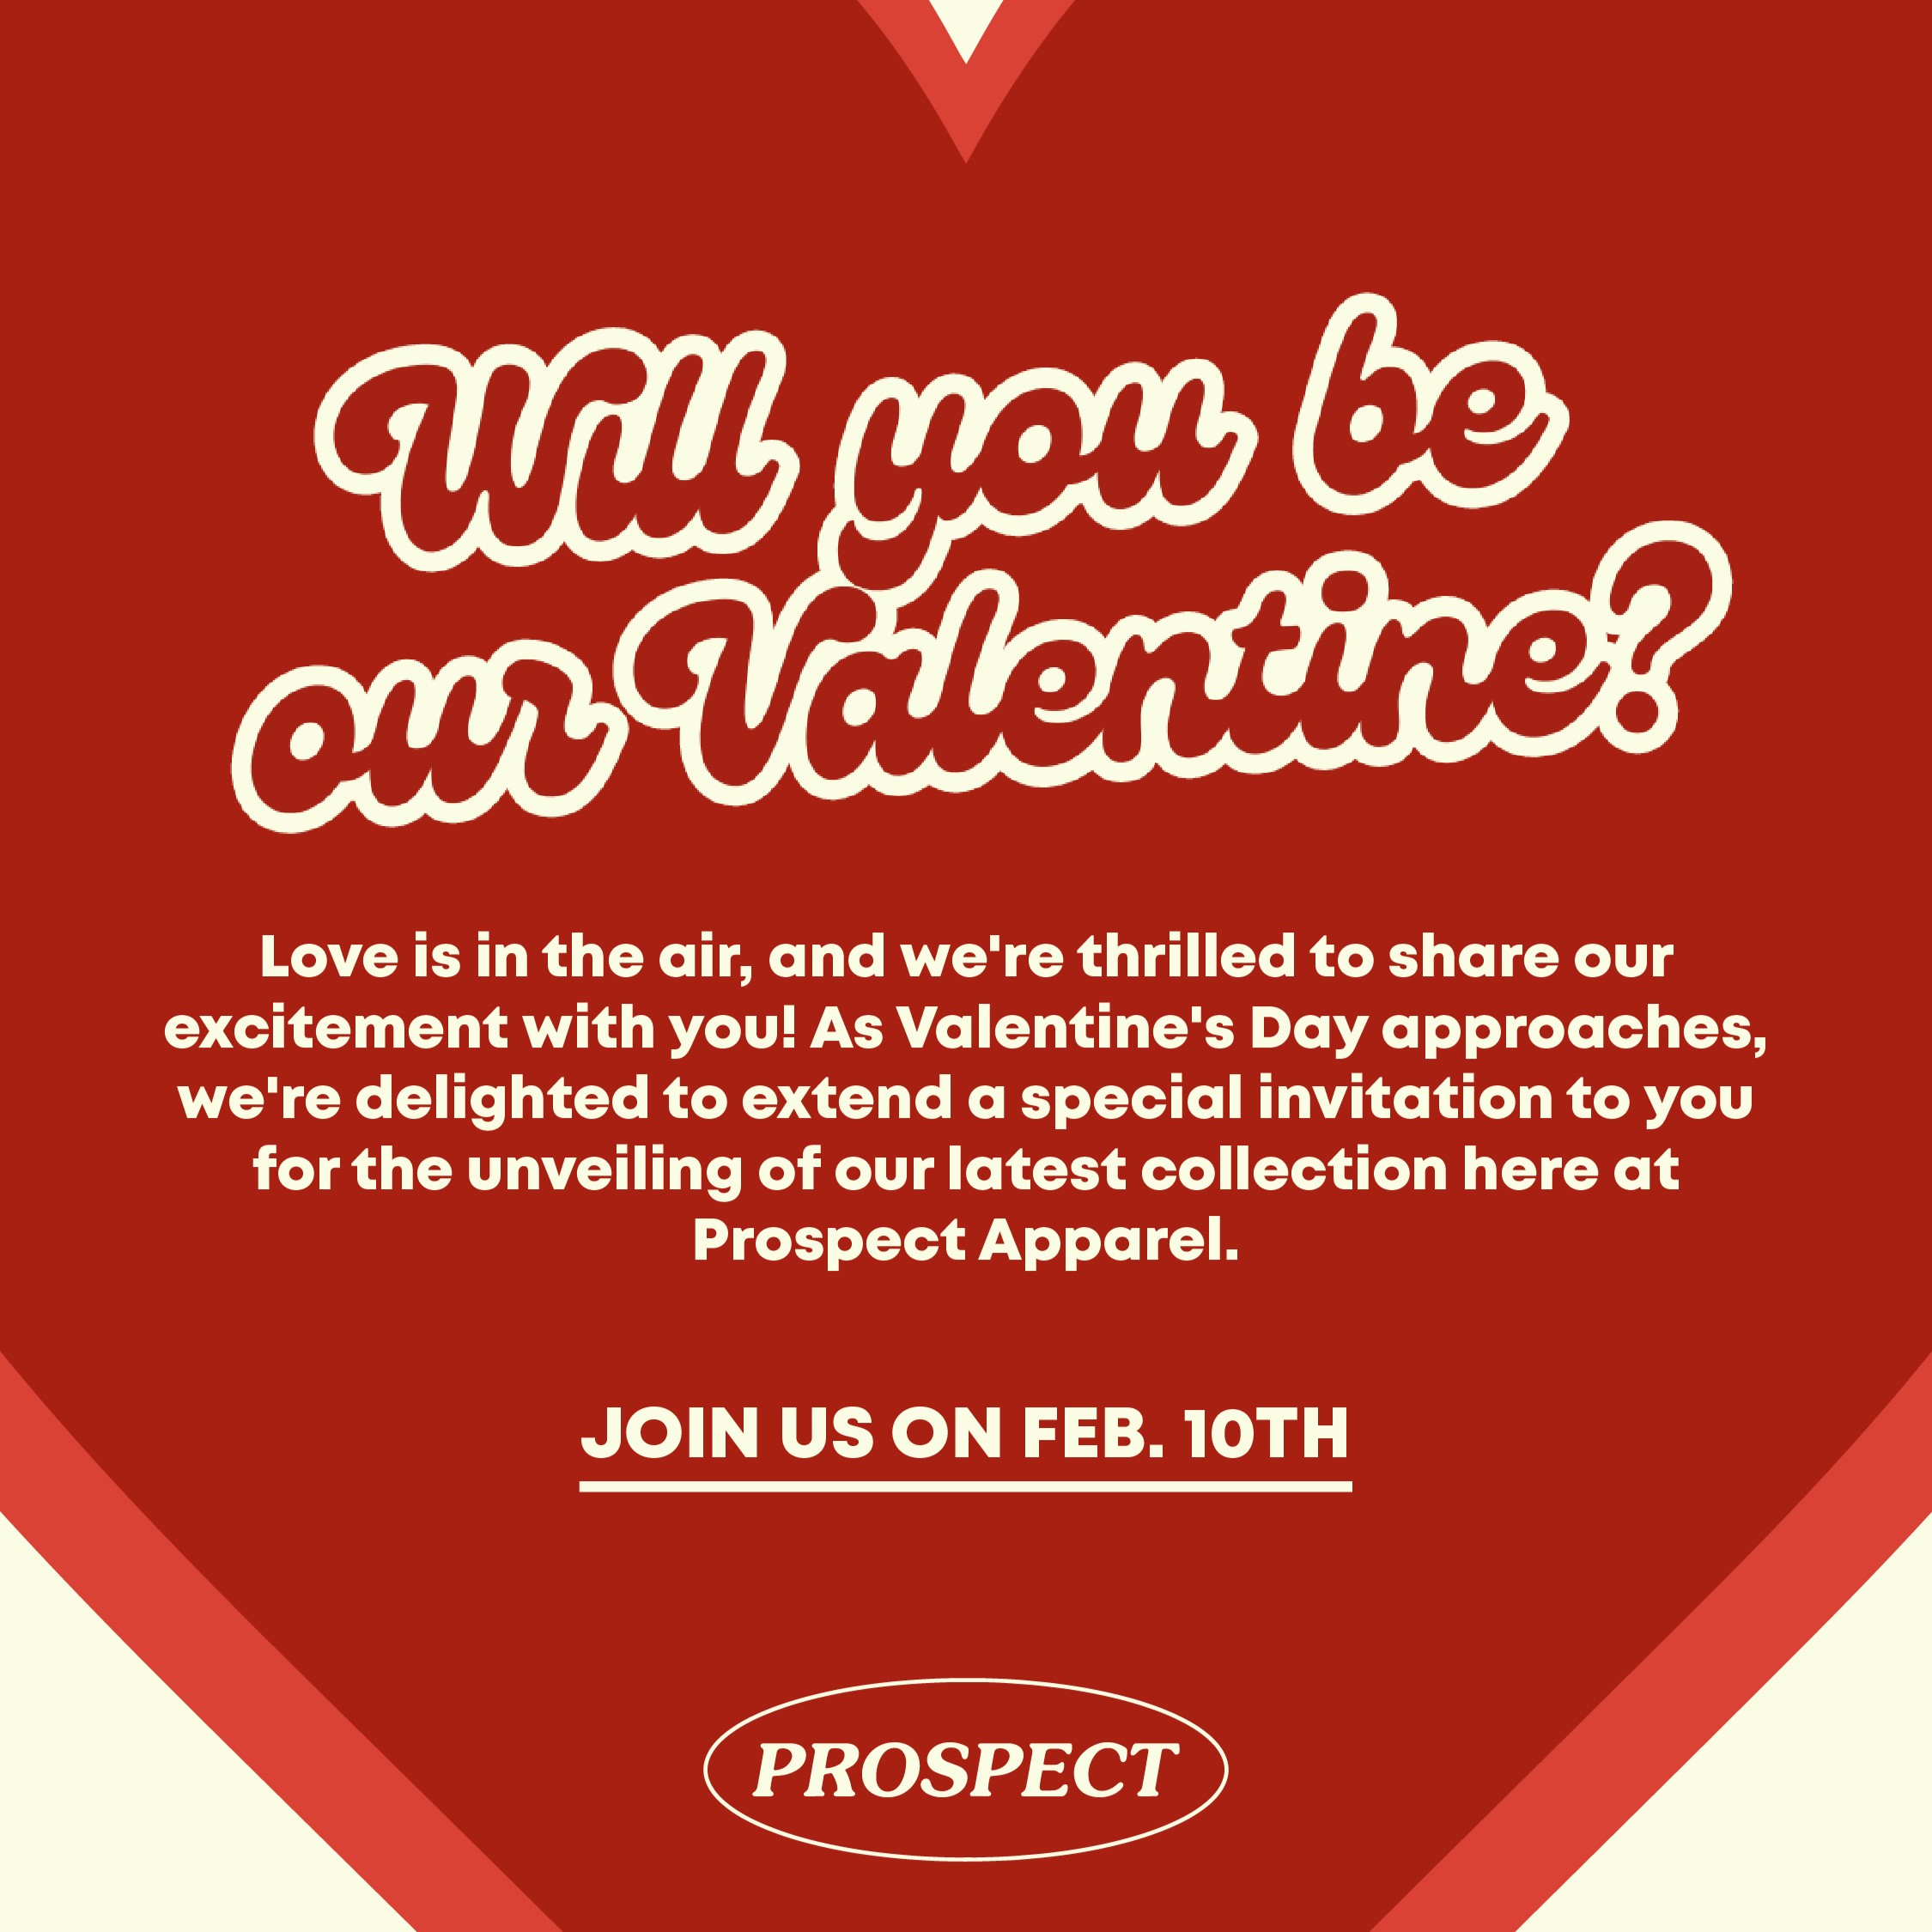 Will you be
our Valentine?
Love is in the air, and we're thrilled to share our
excitement with you! As Valentine's Day approaches,
we're delighted to extend a special invitation to you
for the unveiling of our latest collection here at
Prospect Apparel.
JOIN US ON FEB. 10TH
PROSPECT